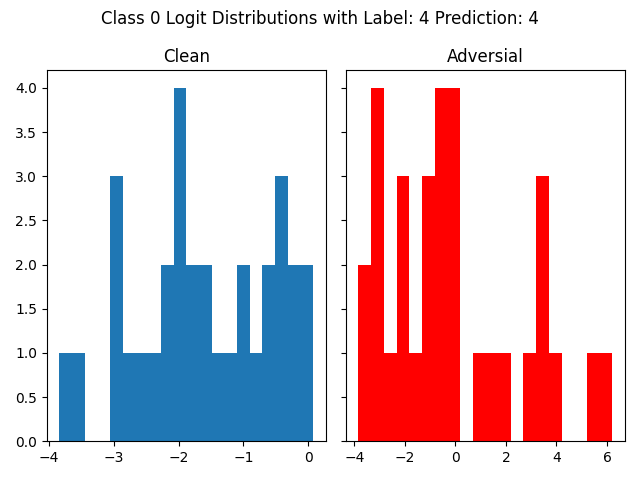 Class 0 Logit Distributions with Label: 4 Prediction: 4
Clean
Adversial
4.0
3.5
3.0
2.5
2.0
1.5
1.0
0.5
0.0
−4 −3 −2 −1 0
−4 −2 0 2 4 6